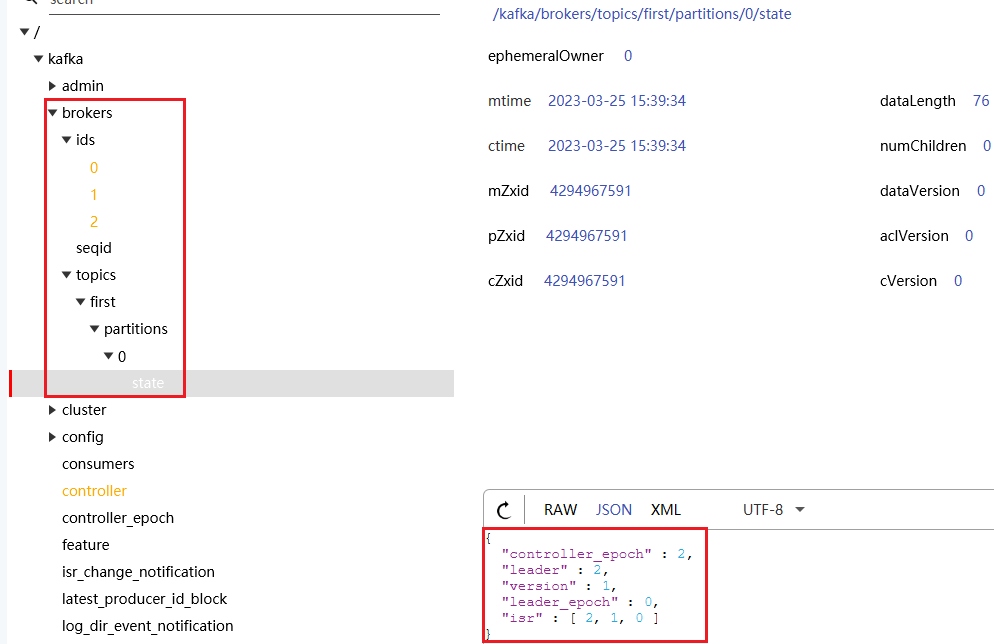 search
/
kafka
admin
brokers
ids
0
1
2
seqid
topics
first
partitions
0
state
cluster
config
consumers
controller
controller_epoch
feature
isr_change_notification
latest_producer_id_block
log_dir_event_notification
/kafka/brokers/topics/first/partitions/0/state
ephemeralOwner 0
mtime 2023-03-25 15:39:34 dataLength 76
ctime 2023-03-25 15:39:34 numChildren 0
mZxid 4294967591 dataVersion 0
pZxid 4294967591 aclVersion 0
cZxid 4294967591 cVersion 0
RAW JSON XML UTF-8
{
"controller_epoch" : 2,
"leader" : 2,
"version" : 1,
"leader_epoch" : 0,
"isr" : [ 2, 1, 0 ]
}